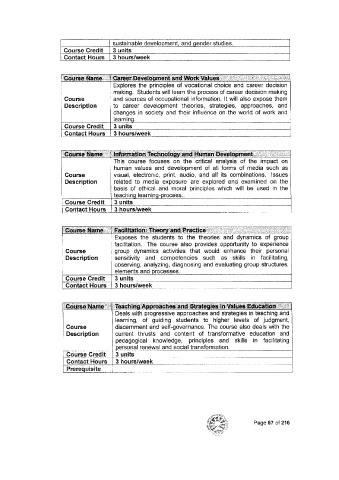 sustainable development, and gender studies.
Course Credit 3 units
Contact Hours 3 hours/week
Course Name Career Development and Work Values
Explores the principles of vocational choice and career decision
making. Students will learn the process of career decision making
Course and sources of occupational information. It will also expose them
Description to career development theories, strategies, approaches, and
changes in society and their influence on the world of work and
learning.
Course Credit 3 units
Contact Hours 3 hours/week
Course Name Information Technology and Human Development
This course focuses on the critical analysis of the impact on
human values and development of all forms of media such as
Course visual, electronic, print, audio, and all its combinations. Issues
Description related to media exposure are explored and examined on the
basis of ethical and moral principles which will be used in the
teaching learning-process.
Course Credit 3 units
Contact Hours 3 hours/week
Course Name Facilitation: Theory and Practice
Exposes the students to the theories and dynamics of group
facilitation. The course also provides opportunity to experience
Course group dynamics activities that would enhance their personal
Description sensitivity and competencies such as skills in facilitating,
observing, analyzing, diagnosing and evaluating group structures,
elements and processes.
Course Credit 3 units
Contact Hours 3 hours/week
Course Name Teaching Approaches and Strategies in Values Education
Deals with progressive approaches and strategies in teaching and
learning, of guiding students to higher levels of judgment,
Course discernment and self-governance. The course also deals with the
Description current thrusts and content of transformative education and
pedagogical knowledge, principles and skills in facilitating
personal renewal and social transformation.
Course Credit 3 units
Contact Hours 3 hours/week
Prerequisite
Page 67 of 216